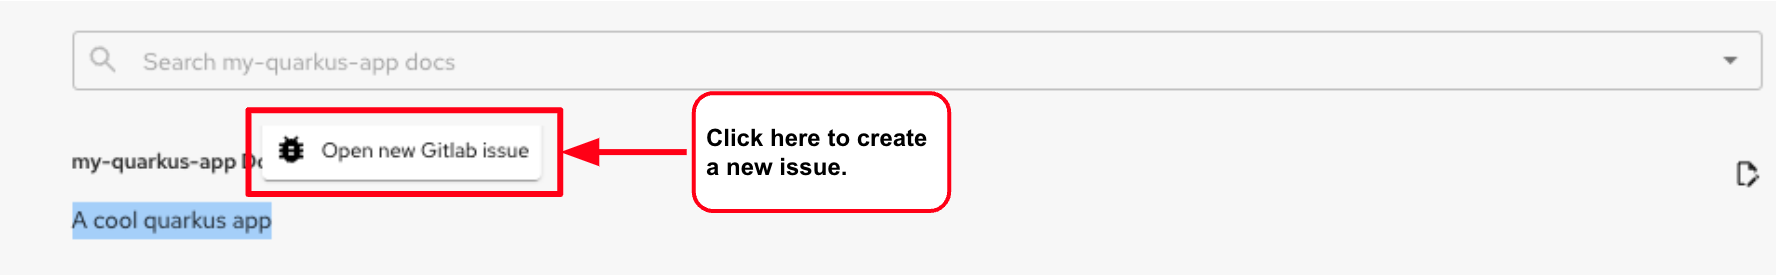 Search my-quarkus-app docs
Open new Gitlab issue
Click here to create
a new issue.
my-quarkus-app Do
A cool quarkus app